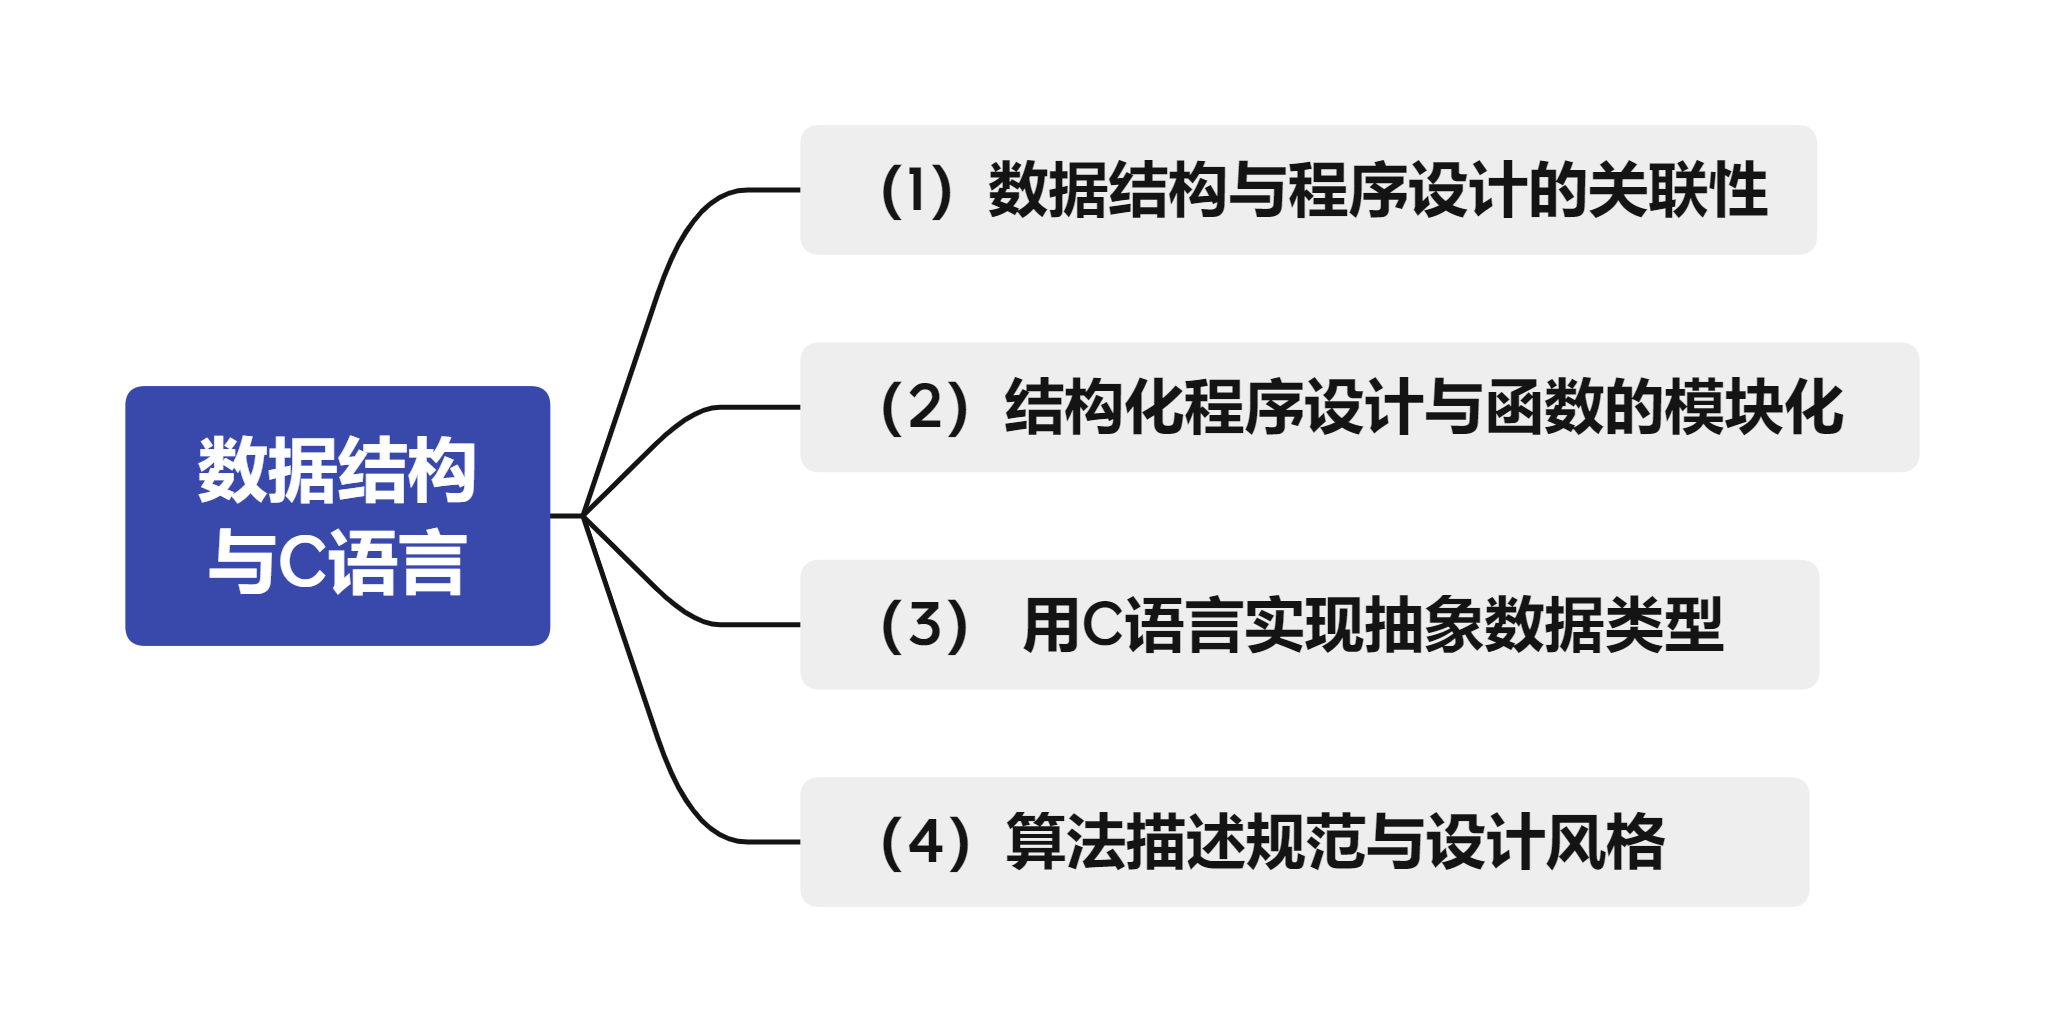 数据结构
与C语言
（1）数据结构与程序设计的关联性
（2）结构化程序设计与函数的模块化
（3） 用C语言实现抽象数据类型
（4）算法描述规范与设计风格